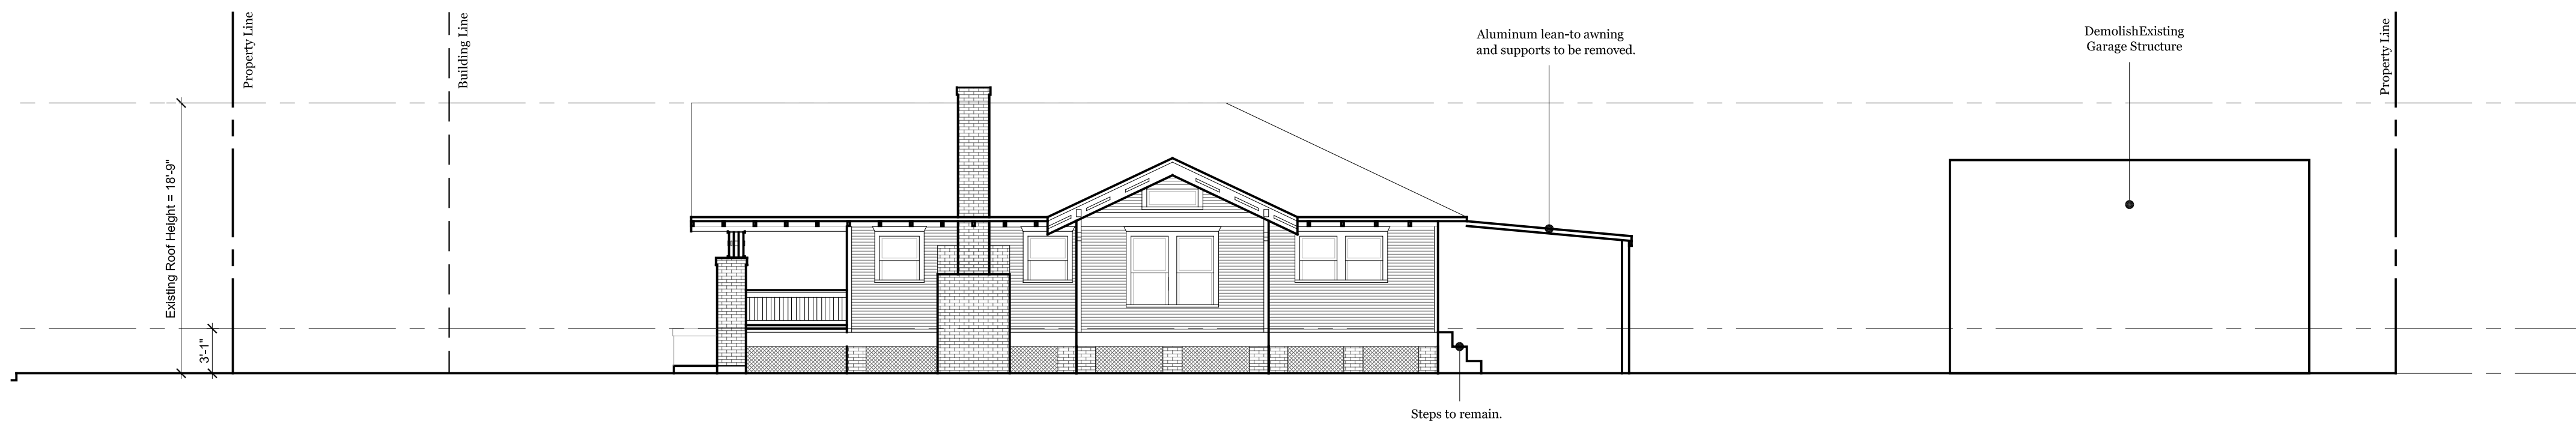 Property Line
Building Line
Aluminum lean-to awning
and supports to be removed.
DemolishExisting
Garage Structure
Property Line
Existing Roof Height = 18'-9"
3'-1"
Steps to remain.